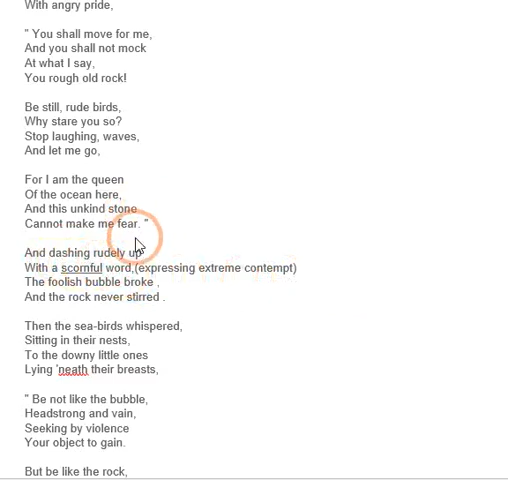 With angry pride,
" You shall move for me,
And you shall not mock
At what I say,
You rough old rock!
Be still, rude birds,
Why stare you so?
Stop laughing, waves,
And let me go,
For I am the queen
Of the ocean here,
And this unkind stone
Cannot make me fear. "
And dashing rudely up
With a scornful word,(expressing extreme contempt)
The foolish bubble broke ,
And the rock never stirred .
Then the sea-birds whispered,
Sitting in their nests,
To the downy little ones
Lying 'neath their breasts,
" Be not like the bubble,
Headstrong and vain,
Seeking by violence
Your object to gain.
But be like the rock,